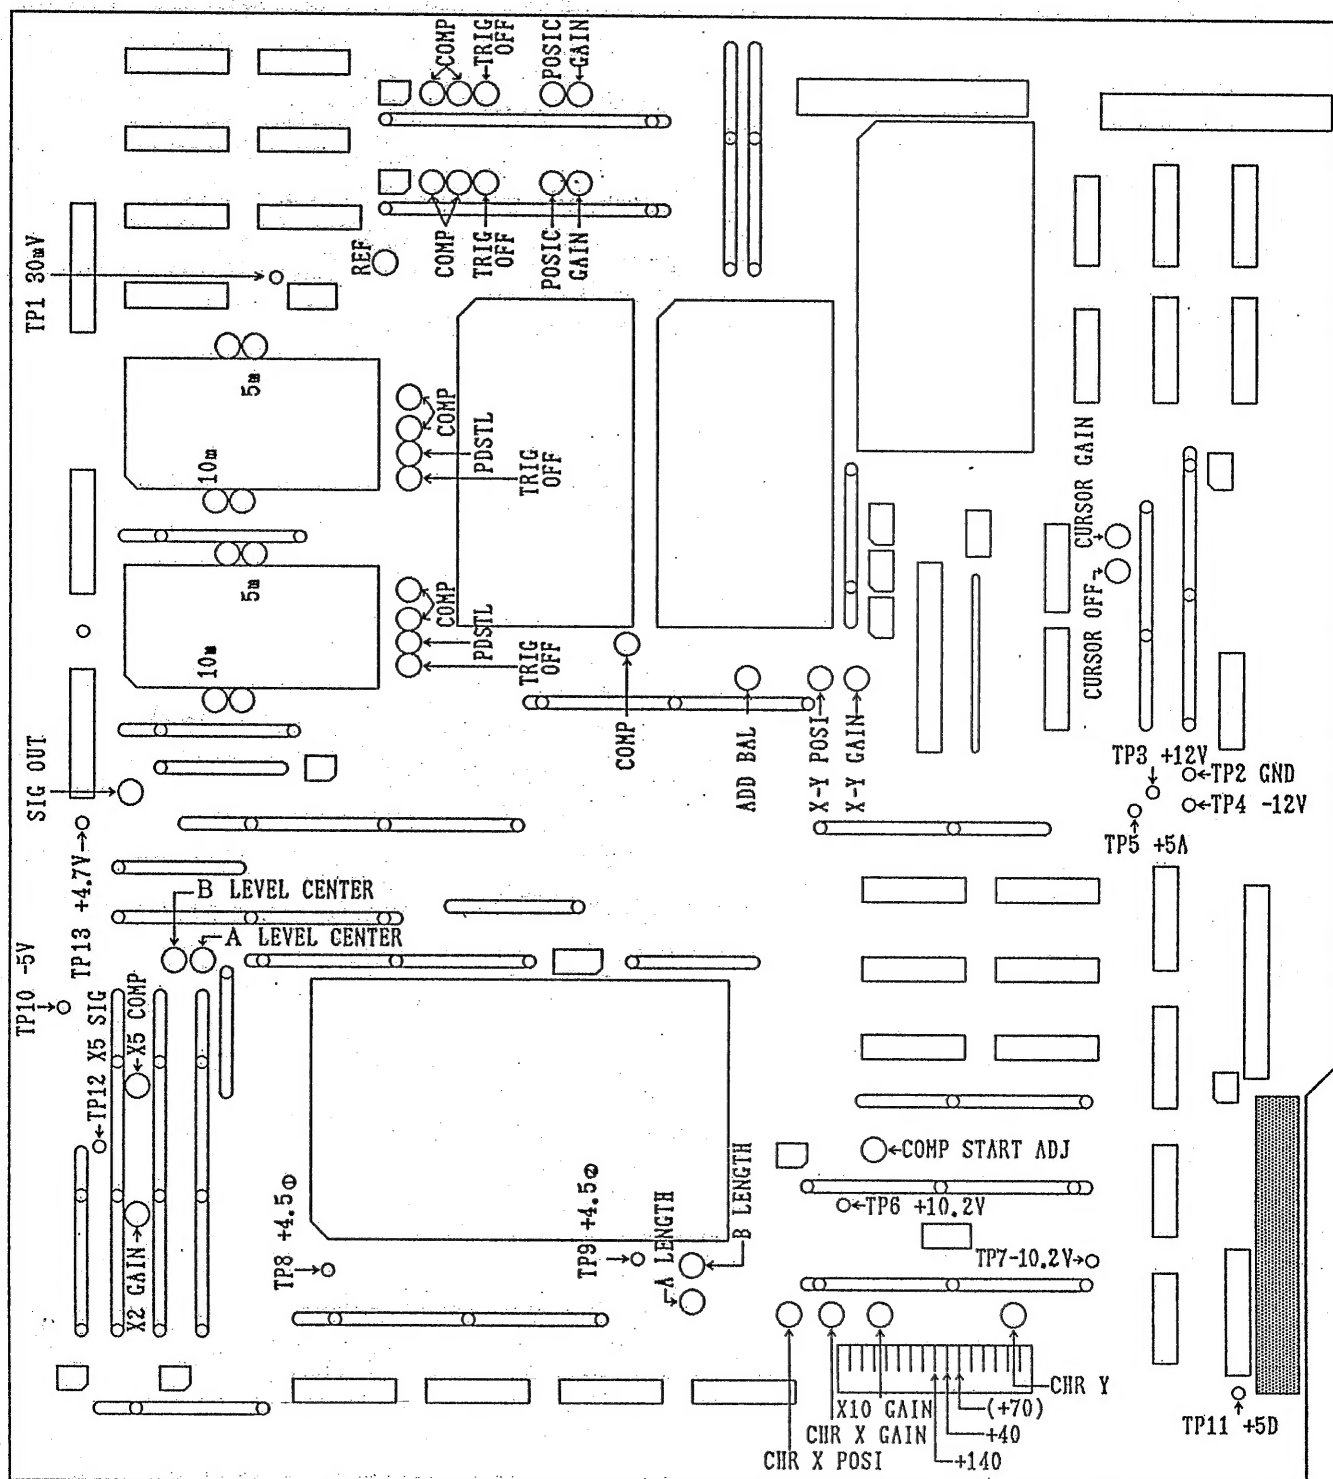 COMP
TRIG
OFF
POSIC
GAIN
COMP
TRIG
OFF
POSIC
GAIN
REF
TP1 30mV
5m
10m
COMP
PDSTL
TRIG
OFF
5m
10m
COMP
PDSTL
TRIG
OFF
CURSOR GAIN
CURSOR OFF
COMP
ADD BAL
X-Y POSI
X-Y GAIN
TP3 +12V
TP2 GND
TP4 -12V
TP5 +5A
SIG OUT
TP13 +4.7V
B LEVEL CENTER
A LEVEL CENTER
TP10 -5V
TP12 X5 SIG
X5 COMP
X2 GAIN
TP8 +4.5
TP9 +4.5
A LENGTH
B LENGTH
COMP START ADJ
TP6 +10.2V
TP7-10.2V
CHR Y
X10 GAIN
(+70)
CHR X GAIN
+40
CHR X POSI
+140
TP11 +5D